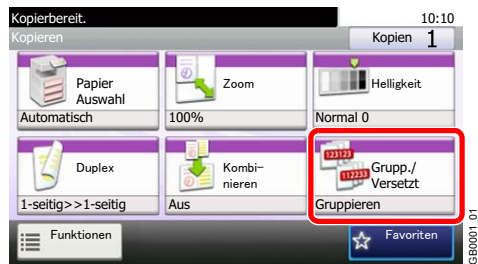 Kopierbereit.
10:10
Kopieren
Kopien 1
Papier
Auswahl
Automatisch
Zoom
100%
Helligkeit
Normal 0
Duplex
1-seitig>>1-seitig
Kombi-
nieren
Aus
123123
112233
Grupp./
Versetzt
Gruppieren
Funktionen
Favoriten
GB0001_01